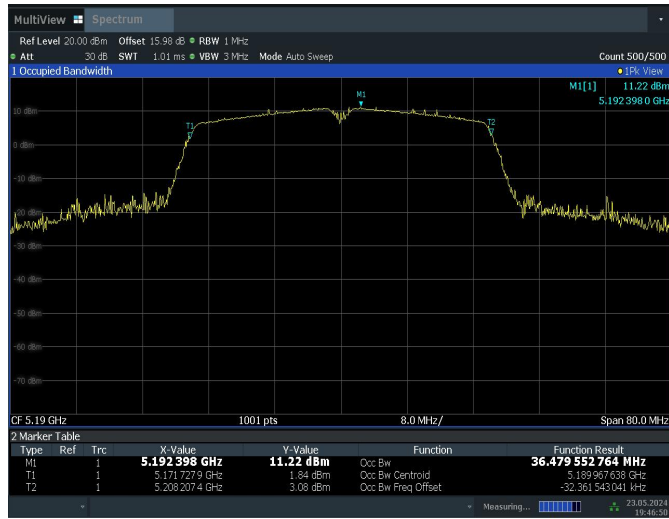 MultiView Spectrum
Ref Level 20.00 dBm Offset 15.98 dB RBW 1 MHz
Att 30 dB SWT 1.01 ms VBW 3 MHz Mode Auto Sweep Count 500/500
1 Occupied Bandwidth 1Pk View
M1[1] 11.22 dBm
5.192 398 0 GHz
M1
10 dBm
T1 T2
0 dBm
-10 dBm
-20 dBm
-30 dBm
-40 dBm
-50 dBm
-60 dBm
-70 dBm
CF 5.19 GHz 1001 pts 8.0 MHz/ Span 80.0 MHz
2 Marker Table
Type Ref Trc X-Value Y-Value Function Function Result
M1 1 5.192 398 GHz 11.22 dBm Occ Bw 36.479 552 764 MHz
T1 1 5.171 727 9 GHz 1.84 dBm Occ Bw Centroid 5.189 967 638 GHz
T2 1 5.208 207 4 GHz 3.08 dBm Occ Bw Freq Offset -32.361 543 041 kHz
Measuring... 23.05.2024
19:46:50